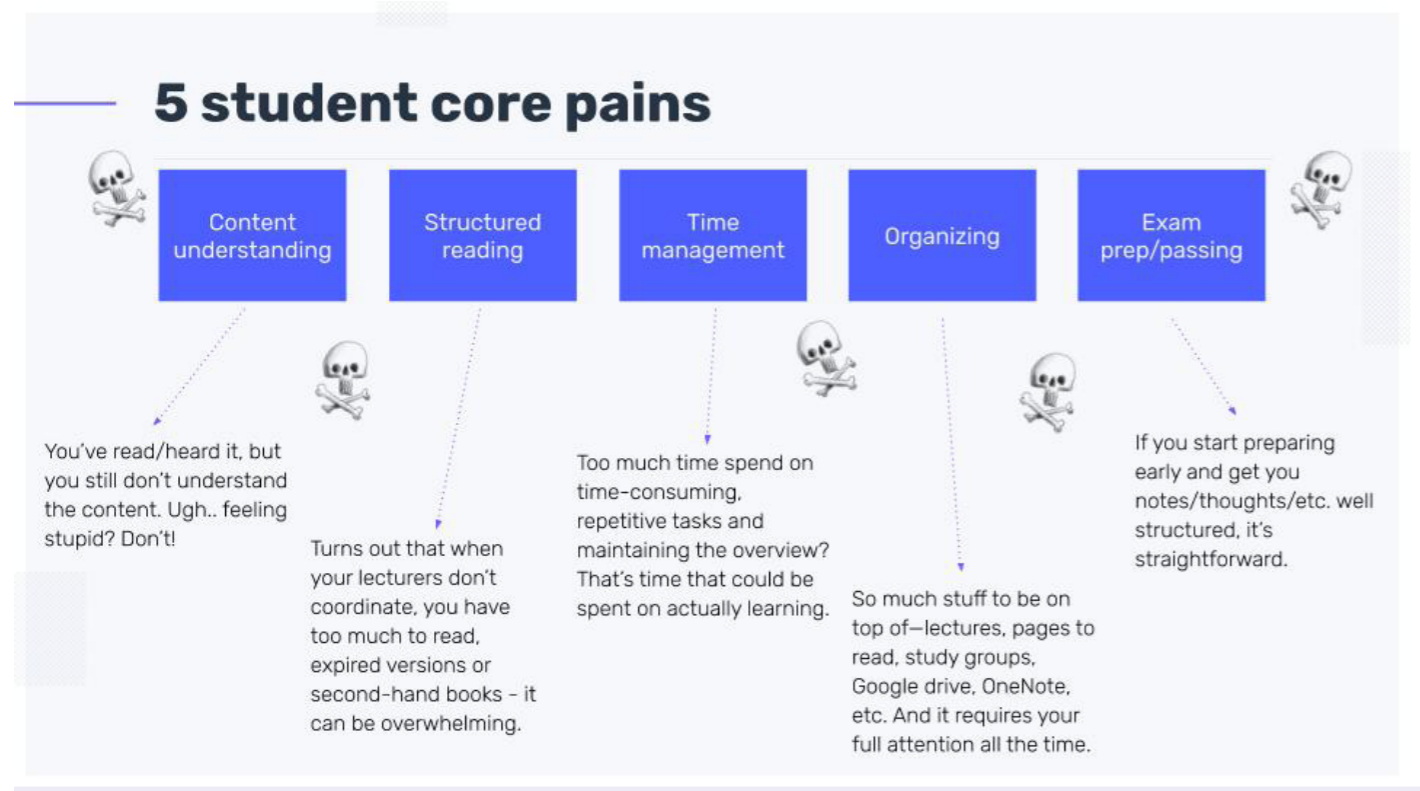 5 student core pains
Content
understanding
Structured
reading
Time
management
Organizing
Exam
prep/passing
You've read/heard it, but
you still don't understand
the content. Ugh.. feeling
stupid? Don't!
Turns out that when
your lecturers don't
coordinate, you have
too much to read,
expired versions or
second-hand books - it
can be overwhelming.
Too much time spend on
time-consuming,
repetitive tasks and
maintaining the overview?
That's time that could be
spent on actually learning.
So much stuff to be on
top of—lectures, pages to
read, study groups,
Google drive, OneNote,
etc. And it requires your
full attention all the time.
If you start preparing
early and get you
notes/thoughts/etc. well
structured, it's
straightforward.